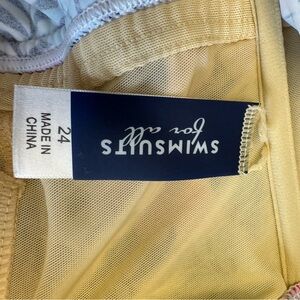 SWIMSUITS
for all
24
MADE IN
CHINA